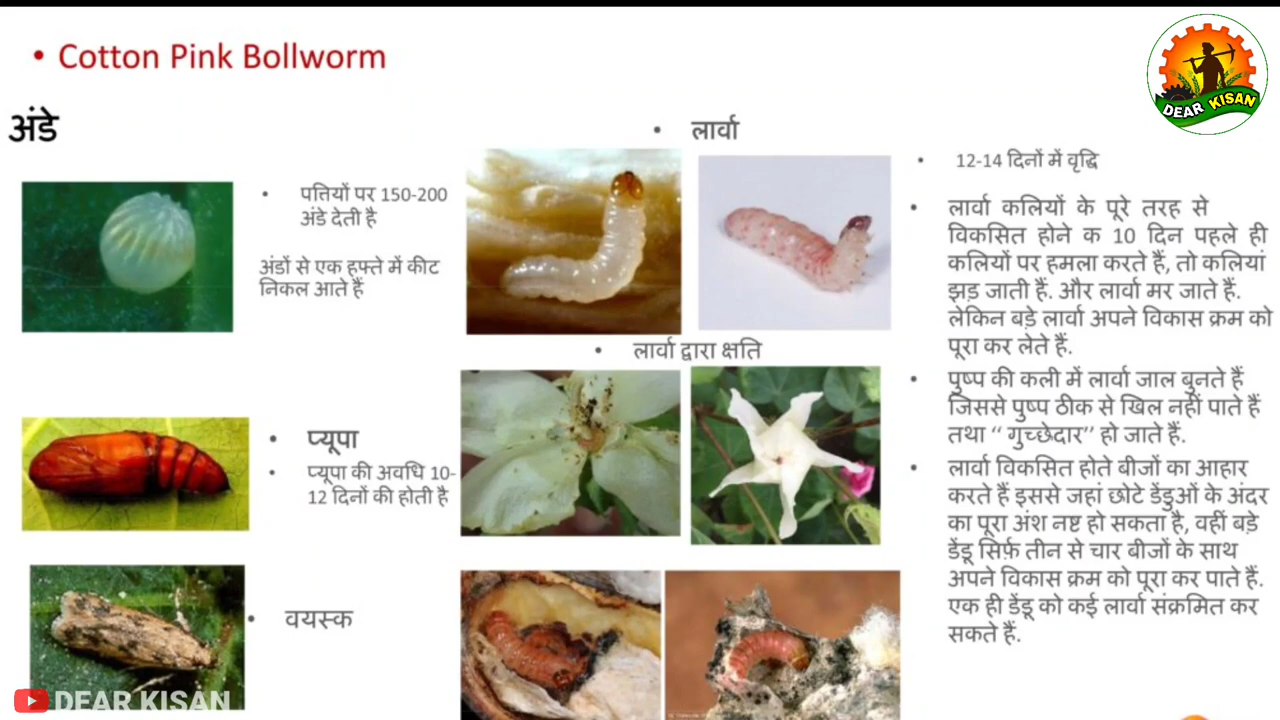 • Cotton Pink Bollworm
DEAR KISAN
अंडे
• पत्तियों पर 150-200
अंडे देती है
अंडों से एक हफ्ते में कीट
निकल आते हैं
• प्यूपा
• प्यूपा की अवधि 10-
12 दिनों की होती है
• वयस्क
• लार्वा
• लार्वा द्वारा क्षति
• 12-14 दिनों में वृद्धि
• लार्वा कलियों के पूरे तरह से
विकसित होने क 10 दिन पहले ही
कलियों पर हमला करते हैं, तो कलियां
झड़ जाती हैं. और लार्वा मर जाते हैं.
लेकिन बड़े लार्वा अपने विकास क्रम को
पूरा कर लेते हैं.
• पुष्प की कली में लार्वा जाल बुनते हैं
जिससे पुष्प ठीक से खिल नहीं पाते हैं
तथा “ गुच्छेदार” हो जाते हैं.
• लार्वा विकसित होते बीजों का आहार
करते हैं इससे जहां छोटे डेंडुओं के अंदर
का पूरा अंश नष्ट हो सकता है, वहीं बड़े
डेंडू सिर्फ़ तीन से चार बीजों के साथ
अपने विकास क्रम को पूरा कर पाते हैं.
एक ही डेंडू को कई लार्वा संक्रमित कर
सकते हैं.
DEAR KISAN